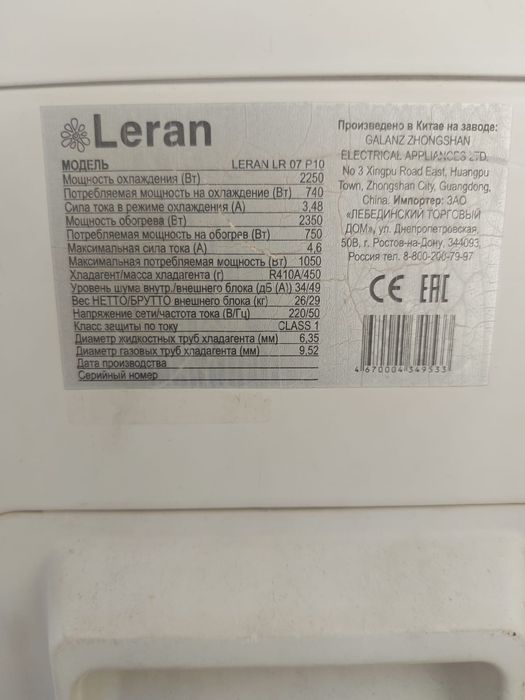 Leran
МОДЕЛЬ LERAN LR 07 P10
Мощность охлаждения (Вт) 2250
Потребляемая мощность на охлаждение (Вт) 740
Сила тока в режиме охлаждения (А) 3,48
Мощность обогрева (Вт) 2350
Потребляемая мощность на обогрев (Вт) 750
Максимальная сила тока (А) 4,6
Максимальная потребляемая мощность (Вт) 1050
Хладагент/масса хладагента (г) R410A/450
Уровень шума внутр./внешнего блока (дБ (А)) 34/49
Вес НЕТТО/БРУТТО внешнего блока (кг) 26/29
Напряжение сети/частота тока (В/Гц) 220/50
Класс защиты по току CLASS 1
Диаметр жидкостных труб хладагента (мм) 6,35
Диаметр газовых труб хладагента (мм) 9,52
Дата производства
Серийный номер
Произведено в Китае на заводе:
GALANZ ZHONGSHAN
ELECTRICAL APPLIANCES LTD.
No 3 Xingpu Road East, Huangpu
Town, Zhongshan City, Guangdong,
China. Импортер: ЗАО
«ЛЕБЕДИНСКИЙ ТОРГОВЫЙ
ДОМ», ул. Днепропетровская,
50В, г. Ростов-на-Дону, 344093,
Россия тел. 8-800-200-79-97
CE EAC
4 670004 349533